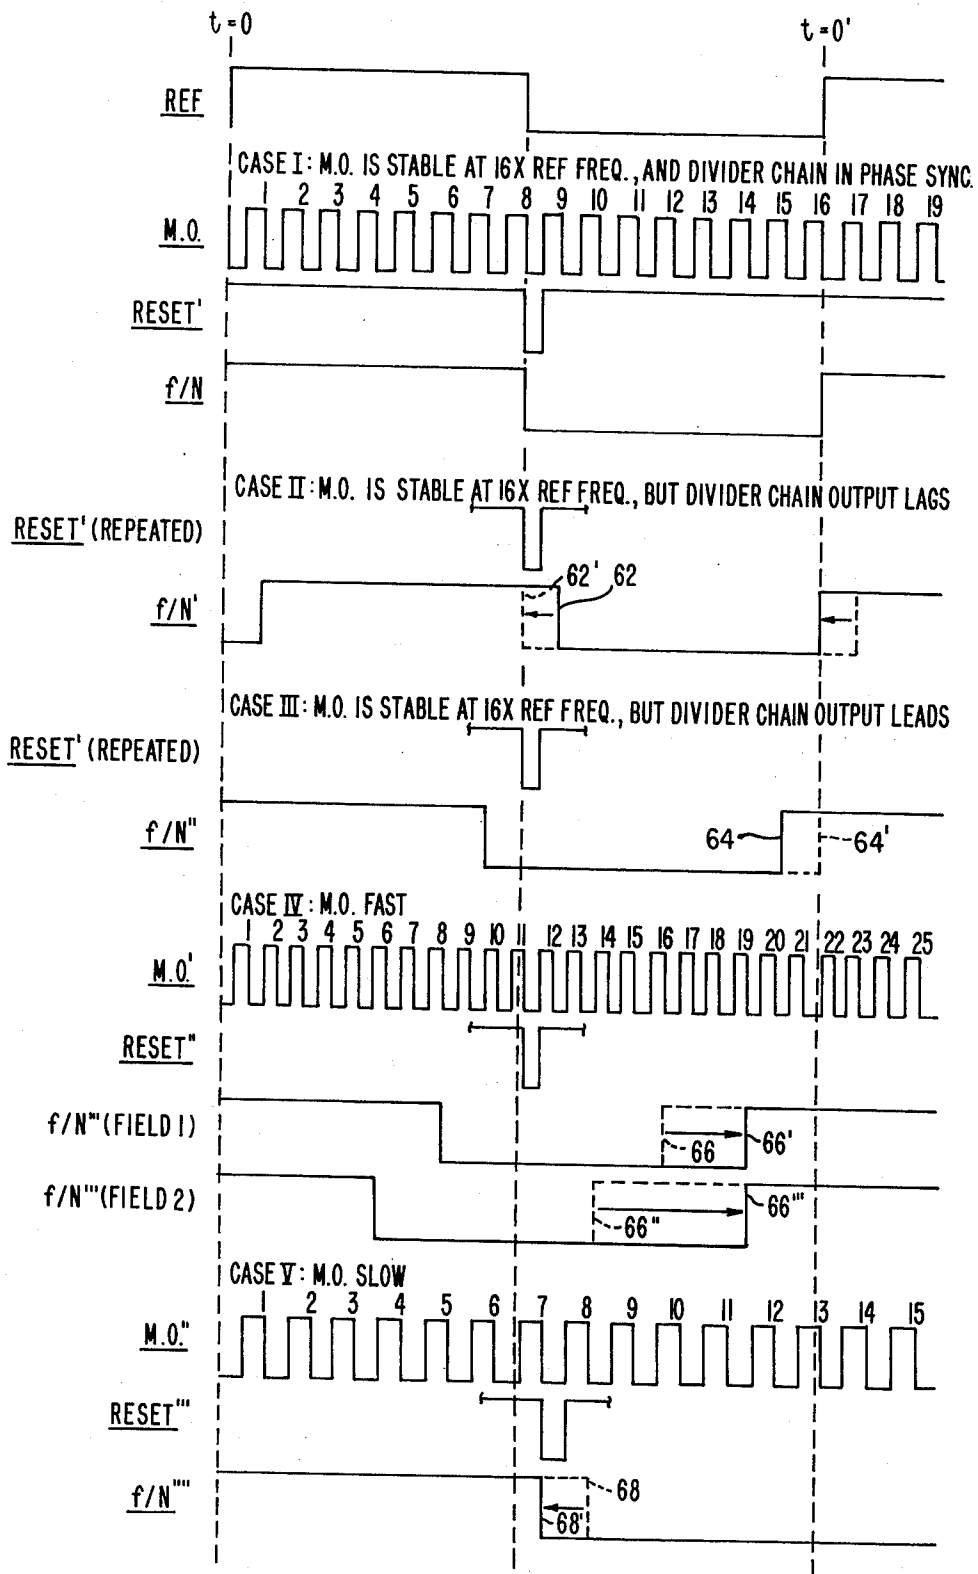 t=0 t=0'
REF
CASE I: M.O. IS STABLE AT 16X REF FREQ., AND DIVIDER CHAIN IN PHASE SYNC.
1 2 3 4 5 6 7 8 9 10 11 12 13 14 15 16 17 18 19
M.O.
RESET'
f/N
CASE II: M.O. IS STABLE AT 16X REF FREQ., BUT DIVIDER CHAIN OUTPUT LAGS
RESET' (REPEATED)
62' 62
f/N'
CASE III: M.O. IS STABLE AT 16X REF FREQ., BUT DIVIDER CHAIN OUTPUT LEADS
RESET' (REPEATED)
f/N" 64 64'
CASE IV: M.O. FAST
1 2 3 4 5 6 7 8 9 10 11 12 13 14 15 16 17 18 19 20 21 22 23 24 25
M.O.'
RESET"
f/N"' (FIELD 1) 66 66'
f/N"' (FIELD 2) 66" 66"'
CASE V: M.O. SLOW
1 2 3 4 5 6 7 8 9 10 11 12 13 14 15
M.O."
RESET"'
f/N"" 68
68'